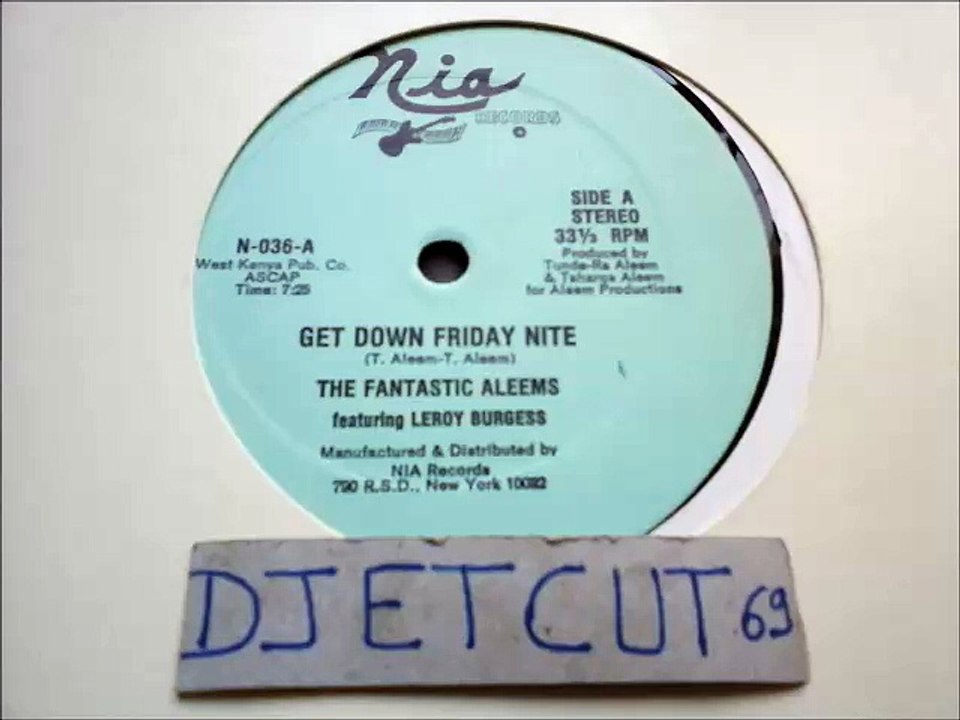 Nia
RECORDS
SIDE A
STEREO
33⅓ RPM
Produced by
Tunde-Ra Aleem
& Taharqa Aleem
for Aleem Productions
N-036-A
West Kenya Pub. Co.
ASCAP
Time: 7:25
GET DOWN FRIDAY NITE
(T. Aleem-T. Aleem)
THE FANTASTIC ALEEMS
featuring LEROY BURGESS
Manufactured & Distributed by
NIA Records
790 R.S.D., New York 10032
DJETCUT 69